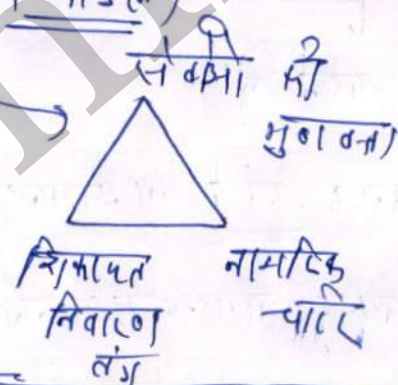 सेवाओं की
गुणवत्ता
शिकायत नागरिक
निवारण चार्टर
तंत्र